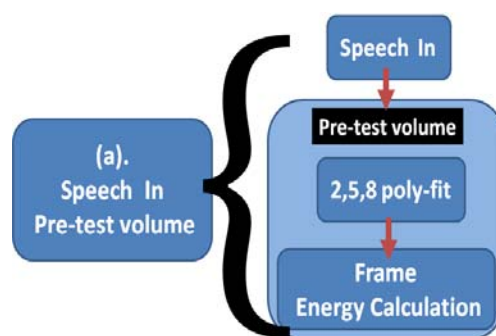 (a).
Speech In
Pre-test volume
Speech In
Pre-test volume
2,5,8 poly-fit
Frame
Energy Calculation